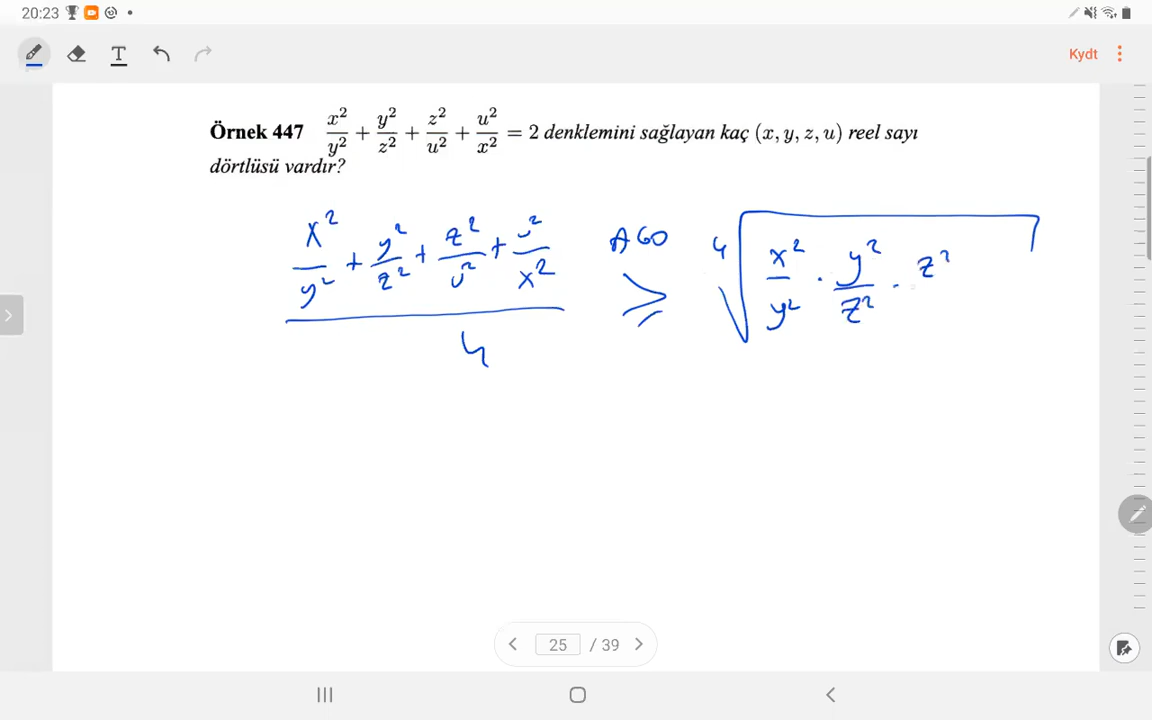 20:23
Kydt
Örnek 447 x²/y² + y²/z² + z²/u² + u²/x² = 2 denklemini sağlayan kaç (x, y, z, u) reel sayı
dörtlüsü vardır?
(x²/y² + y²/z² + z²/u² + u²/x²)/4 AGO ≥ ⁴√(x²/y² · y²/z² · z²
25 / 39